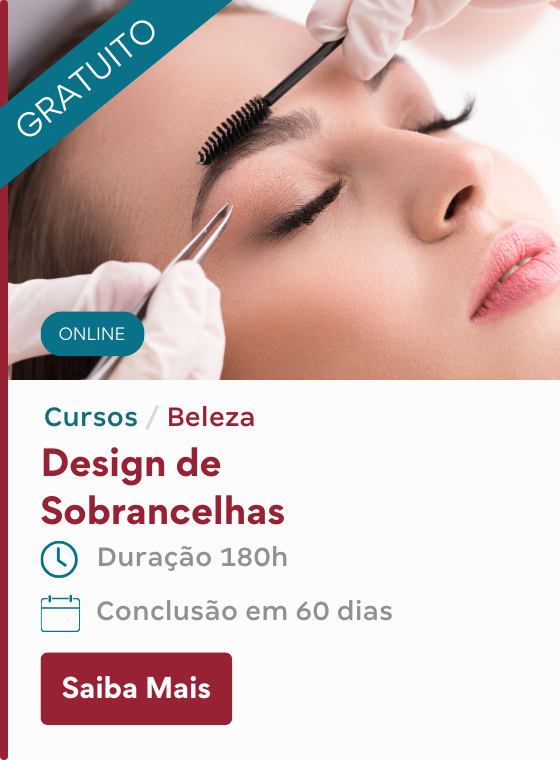 GRATUITO
ONLINE
Cursos / Beleza
Design de
Sobrancelhas
Duração 180h
Conclusão em 60 dias
Saiba Mais